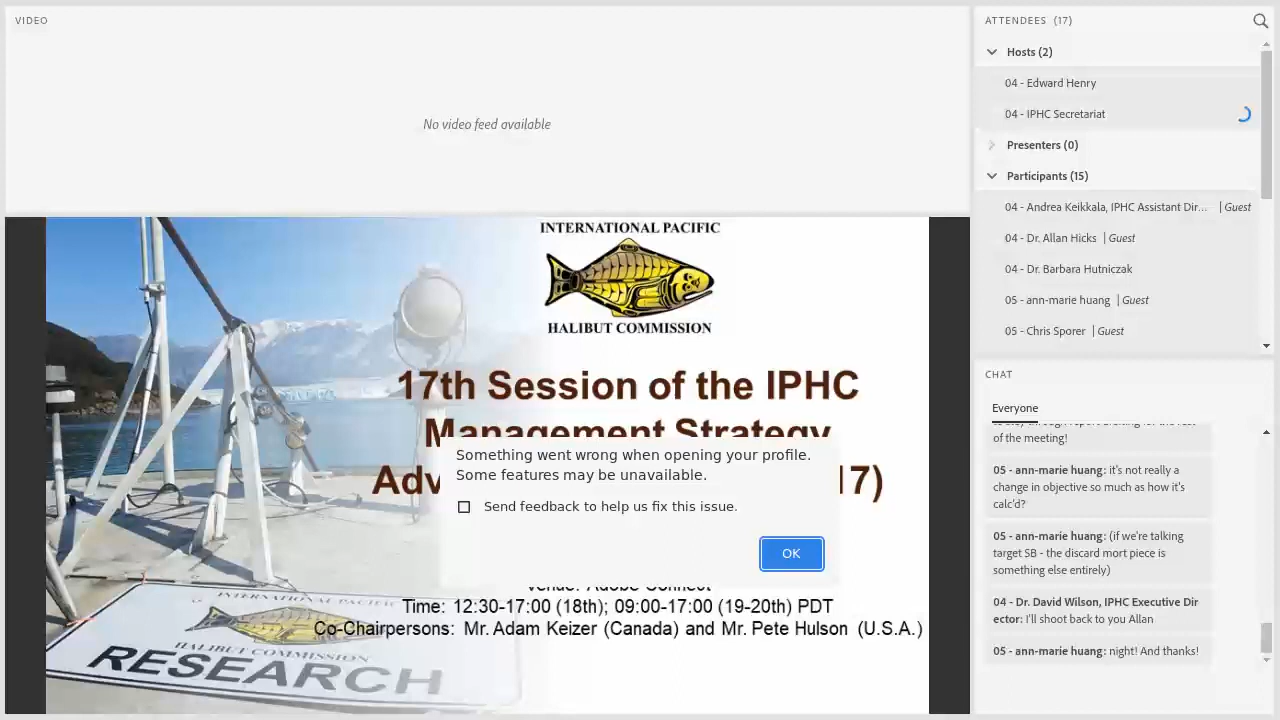 VIDEO
No video feed available
INTERNATIONAL PACIFIC
HALIBUT COMMISSION
17th Session of the IPHC
Management Strategy
Adv
17)
Something went wrong when opening your profile.
Some features may be unavailable.
Send feedback to help us fix this issue.
OK
Venue: Adobe Connect
Time: 12:30-17:00 (18th); 09:00-17:00 (19-20th) PDT
Co-Chairpersons: Mr. Adam Keizer (Canada) and Mr. Pete Hulson (U.S.A.)
INTERNATIONAL PACIFIC
HALIBUT COMMISSION
RESEARCH
ATTENDEES (17)
Hosts (2)
04 - Edward Henry
04 - IPHC Secretariat
Presenters (0)
Participants (15)
04 - Andrea Keikkala, IPHC Assistant Dir... | Guest
04 - Dr. Allan Hicks | Guest
04 - Dr. Barbara Hutniczak
05 - ann-marie huang | Guest
05 - Chris Sporer | Guest
CHAT
Everyone
of the meeting!
05 - ann-marie huang: it's not really a
change in objective so much as how it's
calc'd?
05 - ann-marie huang: (if we're talking
target SB - the discard mort piece is
something else entirely)
04 - Dr. David Wilson, IPHC Executive Dir
ector: I'll shoot back to you Allan
05 - ann-marie huang: night! And thanks!